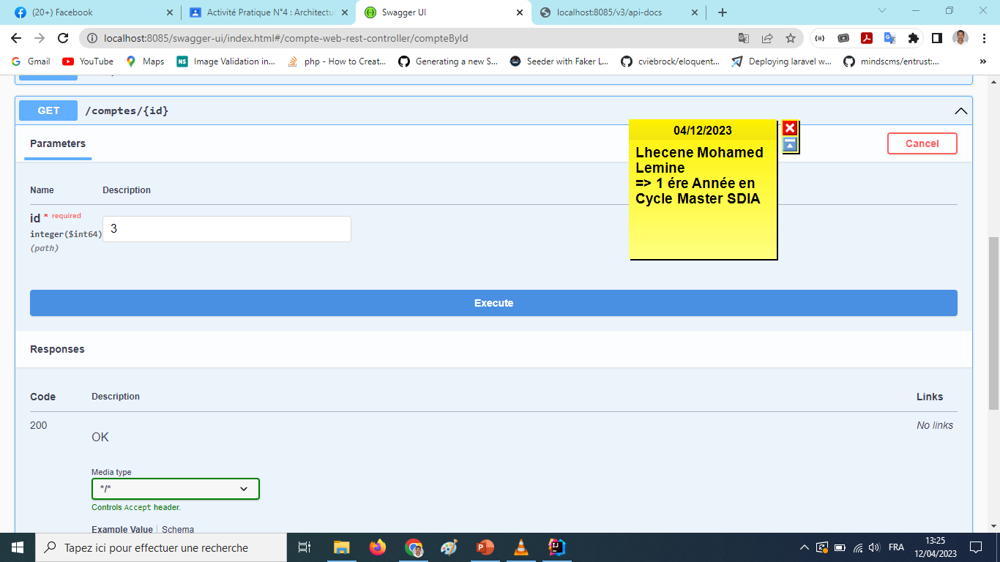 (20+) Facebook
Activité Pratique N°4 : Architectu
Swagger UI
localhost:8085/v3/api-docs
localhost:8085/swagger-ui/index.html#/compte-web-rest-controller/compteById
Gmail
YouTube
Maps
Image Validation in...
php - How to Creat...
Generating a new S...
Seeder with Faker L...
cviebrock/eloquent...
Deploying laravel w...
mindscms/entrust:...
»
GET
/comptes/{id}
04/12/2023
Lhecene Mohamed
Lemine
=> 1 ére Année en
Cycle Master SDIA
Parameters
Cancel
Name
Description
id * required
integer($int64)
(path)
3
Execute
Responses
Code
Description
Links
200
OK
No links
Media type
*/*
Controls Accept header.
Example Value
Schema
Tapez ici pour effectuer une recherche
FRA
13:25
12/04/2023